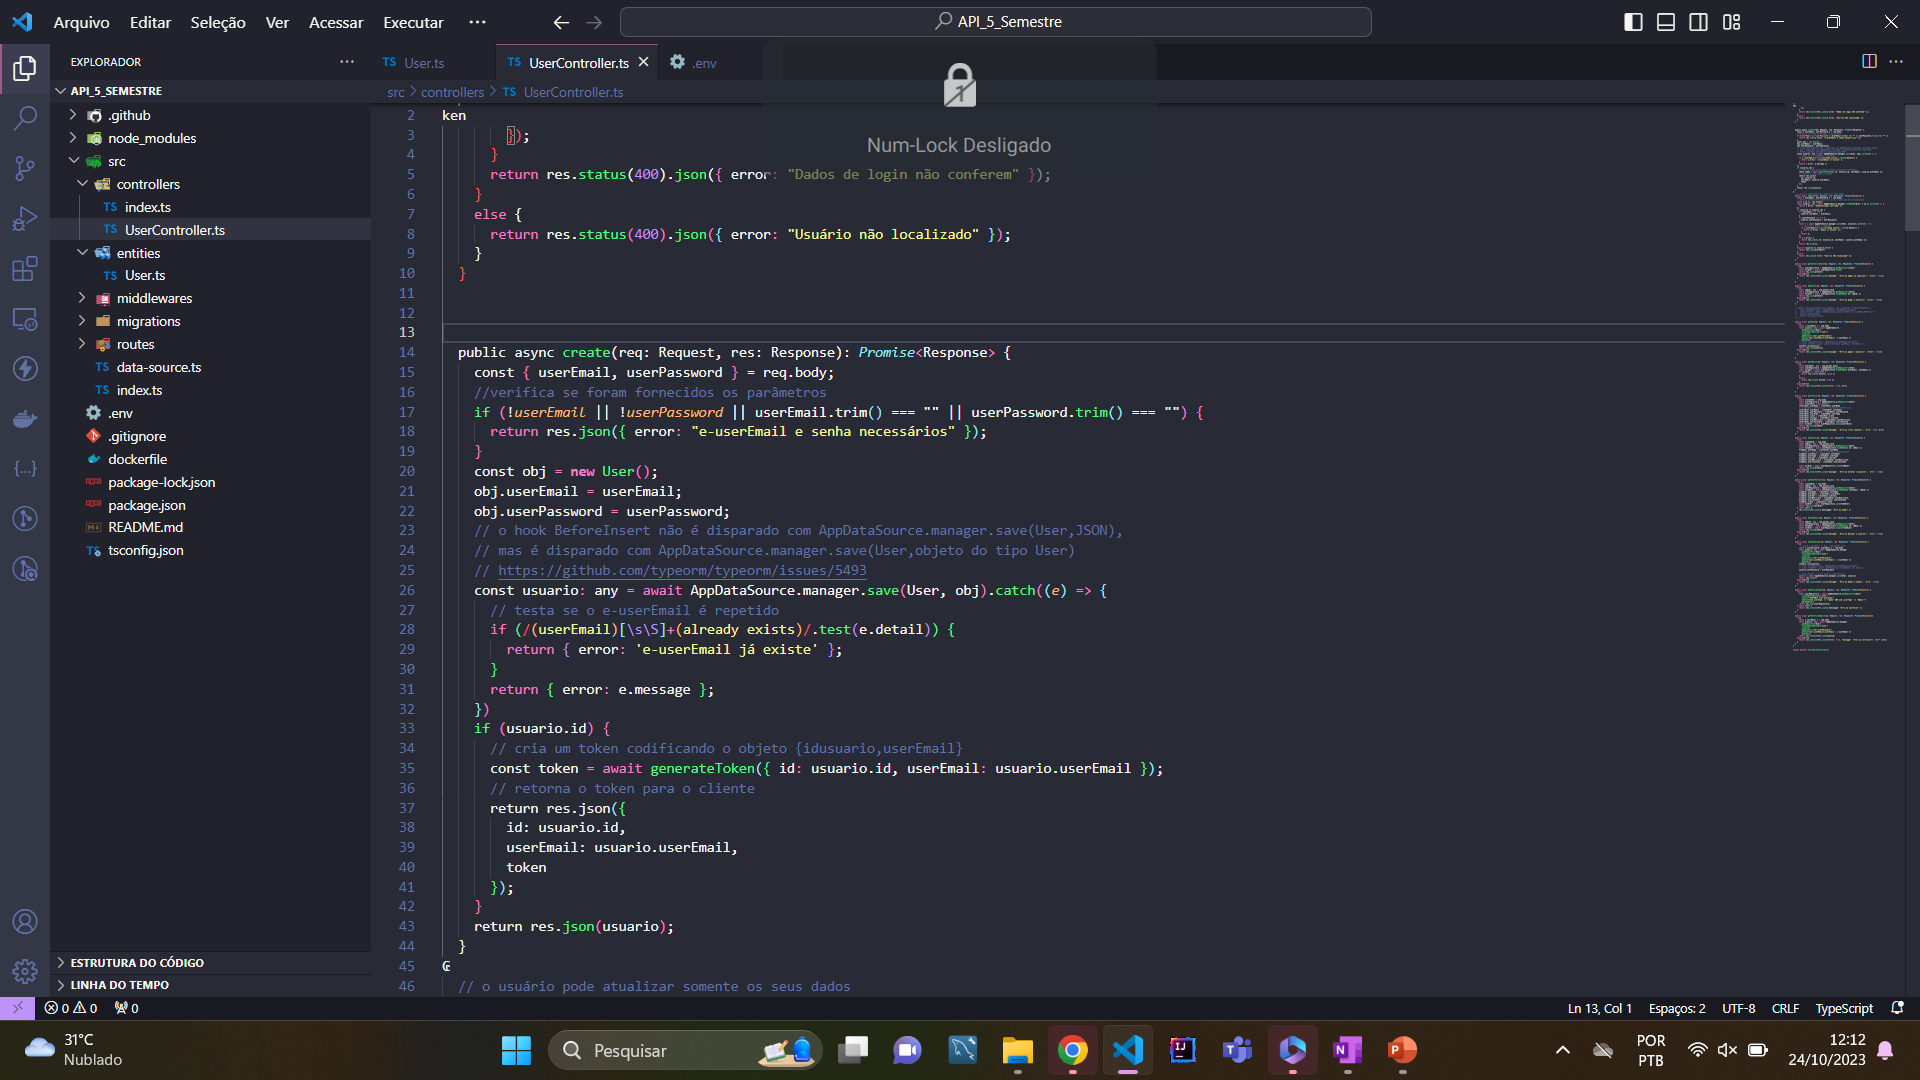 Arquivo Editar Seleção Ver Acessar Executar ···
API_5_Semestre
EXPLORADOR
API_5_SEMESTRE
.github
node_modules
src
controllers
TS index.ts
TS UserController.ts
entities
TS User.ts
middlewares
migrations
routes
TS data-source.ts
TS index.ts
.env
.gitignore
dockerfile
package-lock.json
package.json
README.md
tsconfig.json
ESTRUTURA DO CÓDIGO
LINHA DO TEMPO
TS User.ts
TS UserController.ts
.env
src > controllers > TS UserController.ts
Num-Lock Desligado
2 ken
3 });
4 }
5 return res.status(400).json({ error: "Dados de login não conferem" });
6 }
7 else {
8 return res.status(400).json({ error: "Usuário não localizado" });
9 }
10 }
11
12
13
14 public async create(req: Request, res: Response): Promise<Response> {
15 const { userEmail, userPassword } = req.body;
16 //verifica se foram fornecidos os parâmetros
17 if (!userEmail || !userPassword || userEmail.trim() === "" || userPassword.trim() === "") {
18 return res.json({ error: "e-userEmail e senha necessários" });
19 }
20 const obj = new User();
21 obj.userEmail = userEmail;
22 obj.userPassword = userPassword;
23 // o hook BeforeInsert não é disparado com AppDataSource.manager.save(User,JSON),
24 // mas é disparado com AppDataSource.manager.save(User,objeto do tipo User)
25 // https://github.com/typeorm/typeorm/issues/5493
26 const usuario: any = await AppDataSource.manager.save(User, obj).catch((e) => {
27 // testa se o e-userEmail é repetido
28 if (/(userEmail)[\s\S]+(already exists)/.test(e.detail)) {
29 return { error: 'e-userEmail já existe' };
30 }
31 return { error: e.message };
32 })
33 if (usuario.id) {
34 // cria um token codificando o objeto {idusuario,userEmail}
35 const token = await generateToken({ id: usuario.id, userEmail: usuario.userEmail });
36 // retorna o token para o cliente
37 return res.json({
38 id: usuario.id,
39 userEmail: usuario.userEmail,
40 token
41 });
42 }
43 return res.json(usuario);
44 }
45
46 // o usuário pode atualizar somente os seus dados
0 0 0
Ln 13, Col 1 Espaços: 2 UTF-8 CRLF TypeScript
31°C
Nublado
Pesquisar
POR
PTB
12:12
24/10/2023